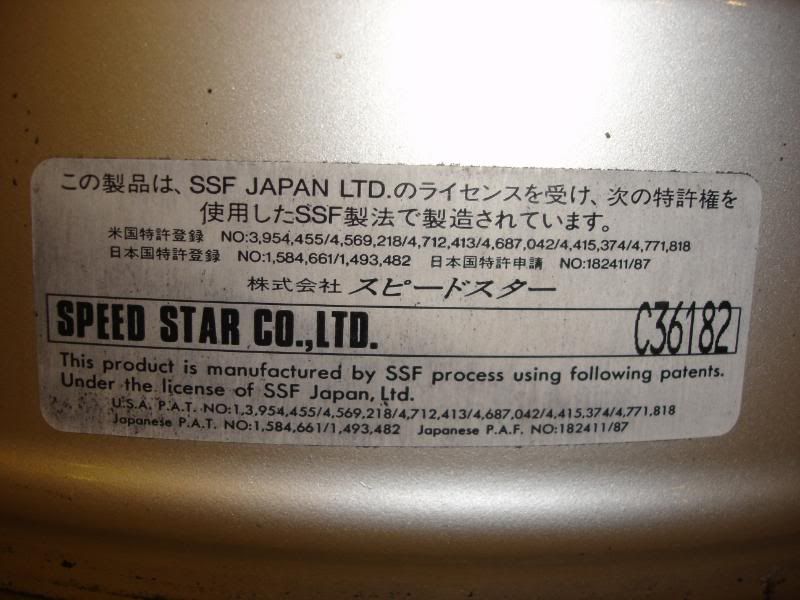 この製品は、SSF JAPAN LTD.のライセンスを受け、次の特許権を
使用したSSF製法で製造されています。
米国特許登録 NO:3,954,455/4,569,218/4,712,413/4,687,042/4,415,374/4,771,818
日本国特許登録 NO:1,584,661/1,493,482 日本国特許申請 NO:182411/87
株式会社 スピードスター
SPEED STAR CO.,LTD. C36182
This product is manufactured by SSF process using following patents.
Under the license of SSF Japan, Ltd.
U.S.A. P.A.T. NO:1,3,954,455/4,569,218/4,712,413/4,687,042/4,415,374/4,771,818
Japanese P.A.T. NO:1,584,661/1,493,482 Japanese P.A.F. NO:182411/87